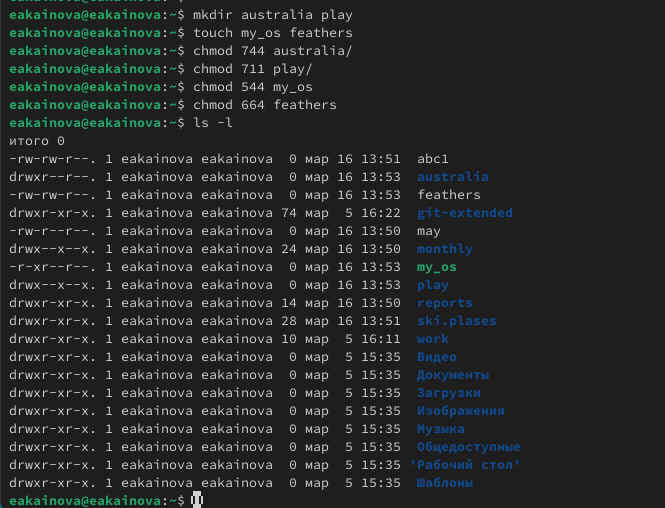 eakainova@eakainova:~$ mkdir australia play
eakainova@eakainova:~$ touch my_os feathers
eakainova@eakainova:~$ chmod 744 australia/
eakainova@eakainova:~$ chmod 711 play/
eakainova@eakainova:~$ chmod 544 my_os
eakainova@eakainova:~$ chmod 664 feathers
eakainova@eakainova:~$ ls -l
итого 0
-rw-rw-r--. 1 eakainova eakainova  0 мар 16 13:51  abc1
drwxr--r--. 1 eakainova eakainova  0 мар 16 13:53  australia
-rw-rw-r--. 1 eakainova eakainova  0 мар 16 13:53  feathers
drwxr-xr-x. 1 eakainova eakainova 74 мар  5 16:22  git-extended
-rw-r--r--. 1 eakainova eakainova  0 мар 16 13:50  may
drwx--x--x. 1 eakainova eakainova 24 мар 16 13:50  monthly
-r-xr--r--. 1 eakainova eakainova  0 мар 16 13:53  my_os
drwx--x--x. 1 eakainova eakainova  0 мар 16 13:53  play
drwxr-xr-x. 1 eakainova eakainova 14 мар 16 13:50  reports
drwxr-xr-x. 1 eakainova eakainova 28 мар 16 13:51  ski.plases
drwxr-xr-x. 1 eakainova eakainova 10 мар  5 16:11  work
drwxr-xr-x. 1 eakainova eakainova  0 мар  5 15:35  Видео
drwxr-xr-x. 1 eakainova eakainova  0 мар  5 15:35  Документы
drwxr-xr-x. 1 eakainova eakainova  0 мар  5 15:35  Загрузки
drwxr-xr-x. 1 eakainova eakainova  0 мар  5 15:35  Изображения
drwxr-xr-x. 1 eakainova eakainova  0 мар  5 15:35  Музыка
drwxr-xr-x. 1 eakainova eakainova  0 мар  5 15:35  Общедоступные
drwxr-xr-x. 1 eakainova eakainova  0 мар  5 15:35 'Рабочий стол'
drwxr-xr-x. 1 eakainova eakainova  0 мар  5 15:35  Шаблоны
eakainova@eakainova:~$